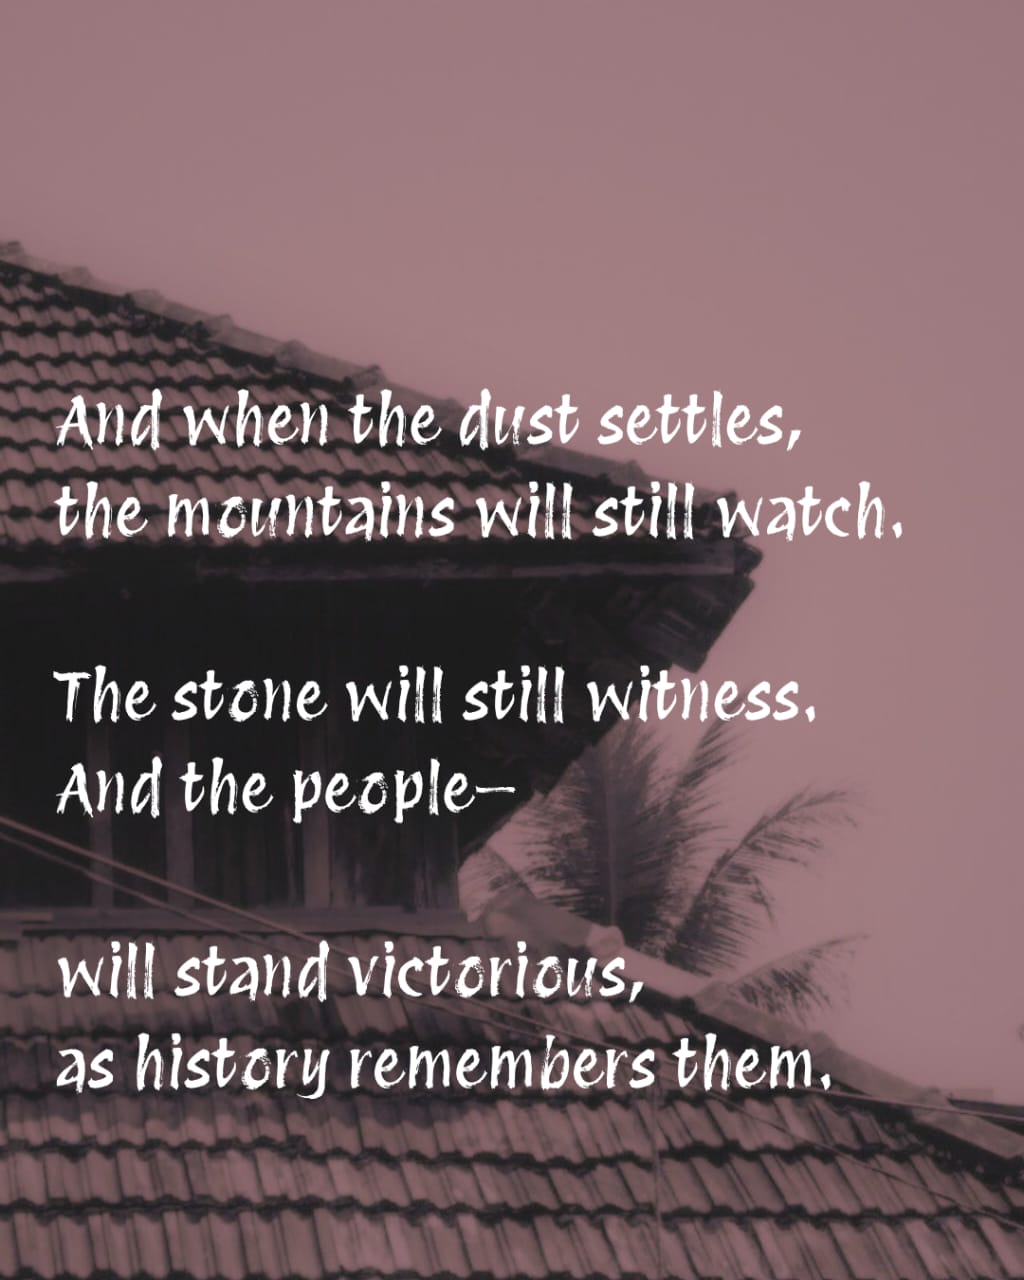 And when the dust settles,
the mountains will still watch.
The stone will still witness.
And the people—
will stand victorious,
as history remembers them.